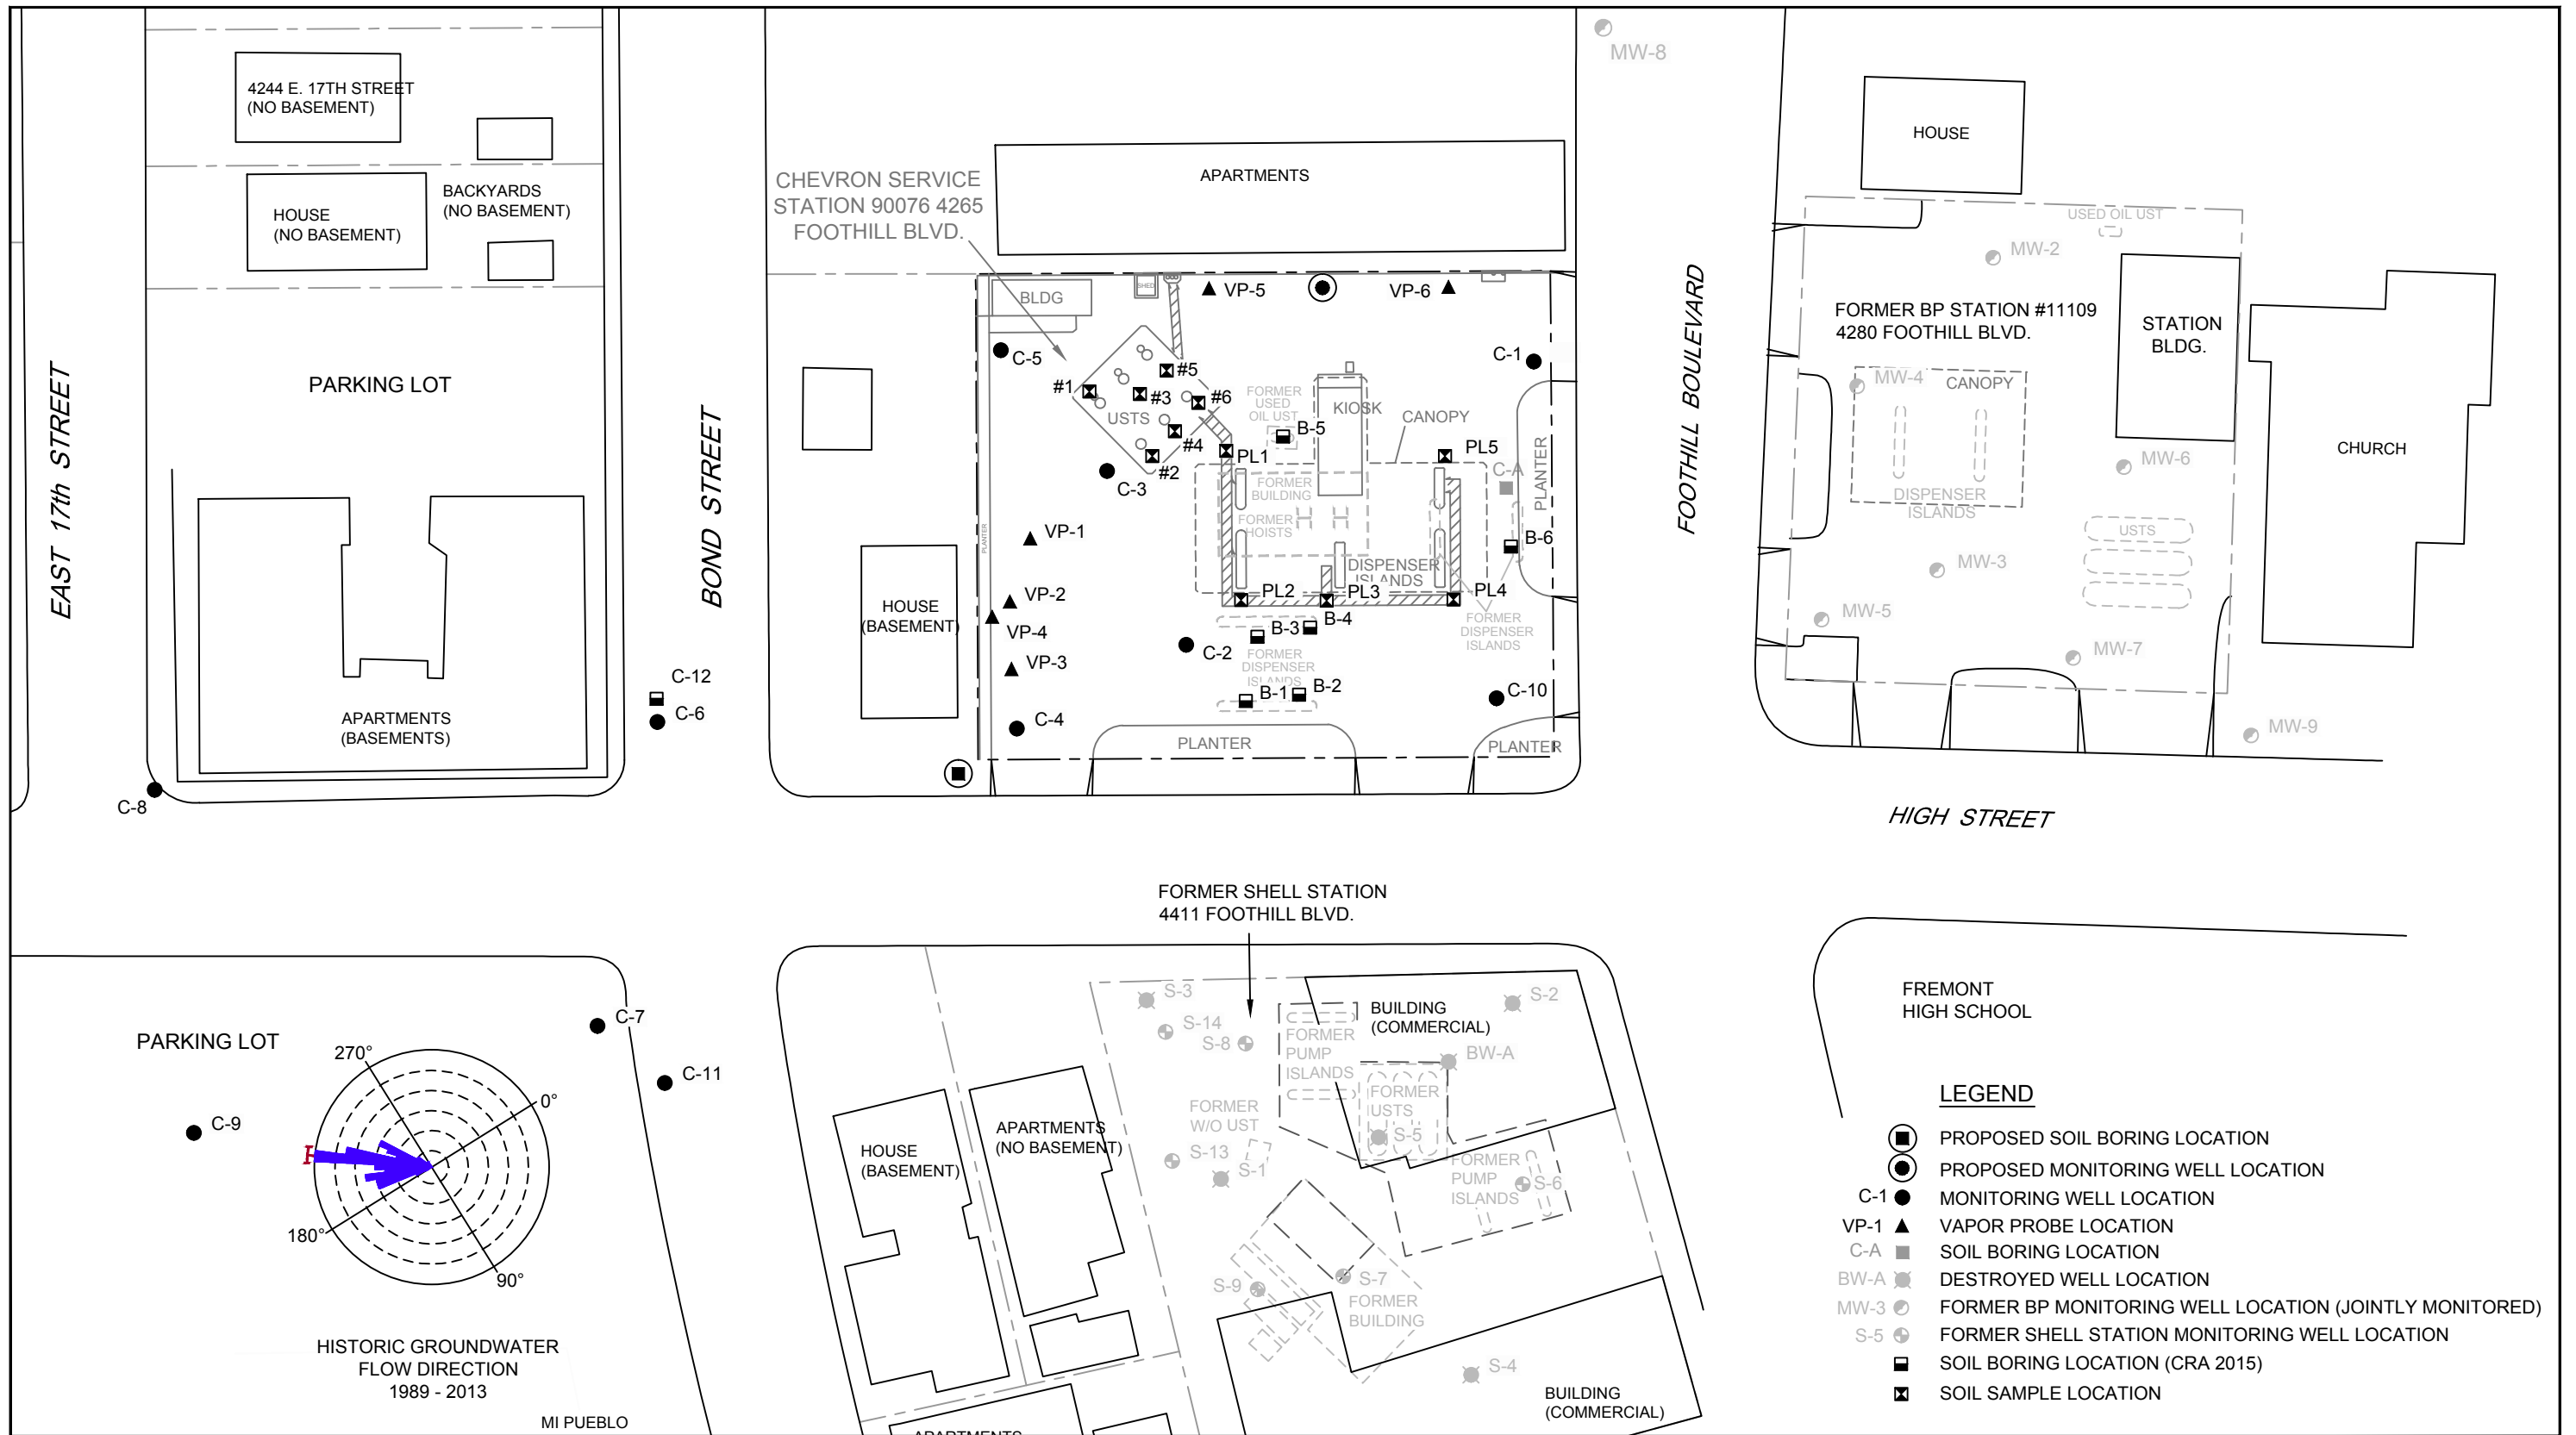 MW-8
4244 E. 17TH STREET
(NO BASEMENT)
HOUSE
(NO BASEMENT)
BACKYARDS
(NO BASEMENT)
PARKING LOT
EAST 17th STREET
APARTMENTS
(BASEMENTS)
C-8
C-12
C-6
BOND STREET
CHEVRON SERVICE
STATION 90076 4265
FOOTHILL BLVD.
APARTMENTS
BLDG
SHED
VP-5
VP-6
C-5
C-1
#1
#5
#3
#6
USTS
#4
#2
C-3
FORMER
USED
OIL UST
KIOSK
CANOPY
B-5
PL1
PL5
C-A
PLANTER
FORMER
BUILDING
FORMER
HOISTS
B-6
PLANTER
VP-1
DISPENSER
ISLANDS
VP-2
VP-4
VP-3
PL2
PL3
PL4
B-3
B-4
FORMER
DISPENSER
ISLANDS
C-2
FORMER
DISPENSER
ISLANDS
B-1
B-2
C-10
C-4
PLANTER
PLANTER
HOUSE
(BASEMENT)
FOOTHILL BOULEVARD
HOUSE
USED OIL UST
MW-2
FORMER BP STATION #11109
4280 FOOTHILL BLVD.
STATION
BLDG.
MW-4
CANOPY
CHURCH
MW-6
DISPENSER
ISLANDS
USTS
MW-3
MW-5
MW-7
MW-9
HIGH STREET
FORMER SHELL STATION
4411 FOOTHILL BLVD.
S-3
S-14
S-8
FORMER
PUMP
ISLANDS
BUILDING
(COMMERCIAL)
S-2
BW-A
FORMER
USTS
S-5
FORMER
W/O UST
S-13
S-1
FORMER
PUMP
ISLANDS
S-6
S-9
S-7
FORMER
BUILDING
S-4
BUILDING
(COMMERCIAL)
HOUSE
(BASEMENT)
APARTMENTS
(NO BASEMENT)
APARTMENTS
C-7
C-11
PARKING LOT
C-9
270°
0°
180°
90°
HISTORIC GROUNDWATER
FLOW DIRECTION
1989 - 2013
MI PUEBLO
FREMONT
HIGH SCHOOL
LEGEND
PROPOSED SOIL BORING LOCATION
PROPOSED MONITORING WELL LOCATION
C-1 MONITORING WELL LOCATION
VP-1 VAPOR PROBE LOCATION
C-A SOIL BORING LOCATION
BW-A DESTROYED WELL LOCATION
MW-3 FORMER BP MONITORING WELL LOCATION (JOINTLY MONITORED)
S-5 FORMER SHELL STATION MONITORING WELL LOCATION
SOIL BORING LOCATION (CRA 2015)
SOIL SAMPLE LOCATION